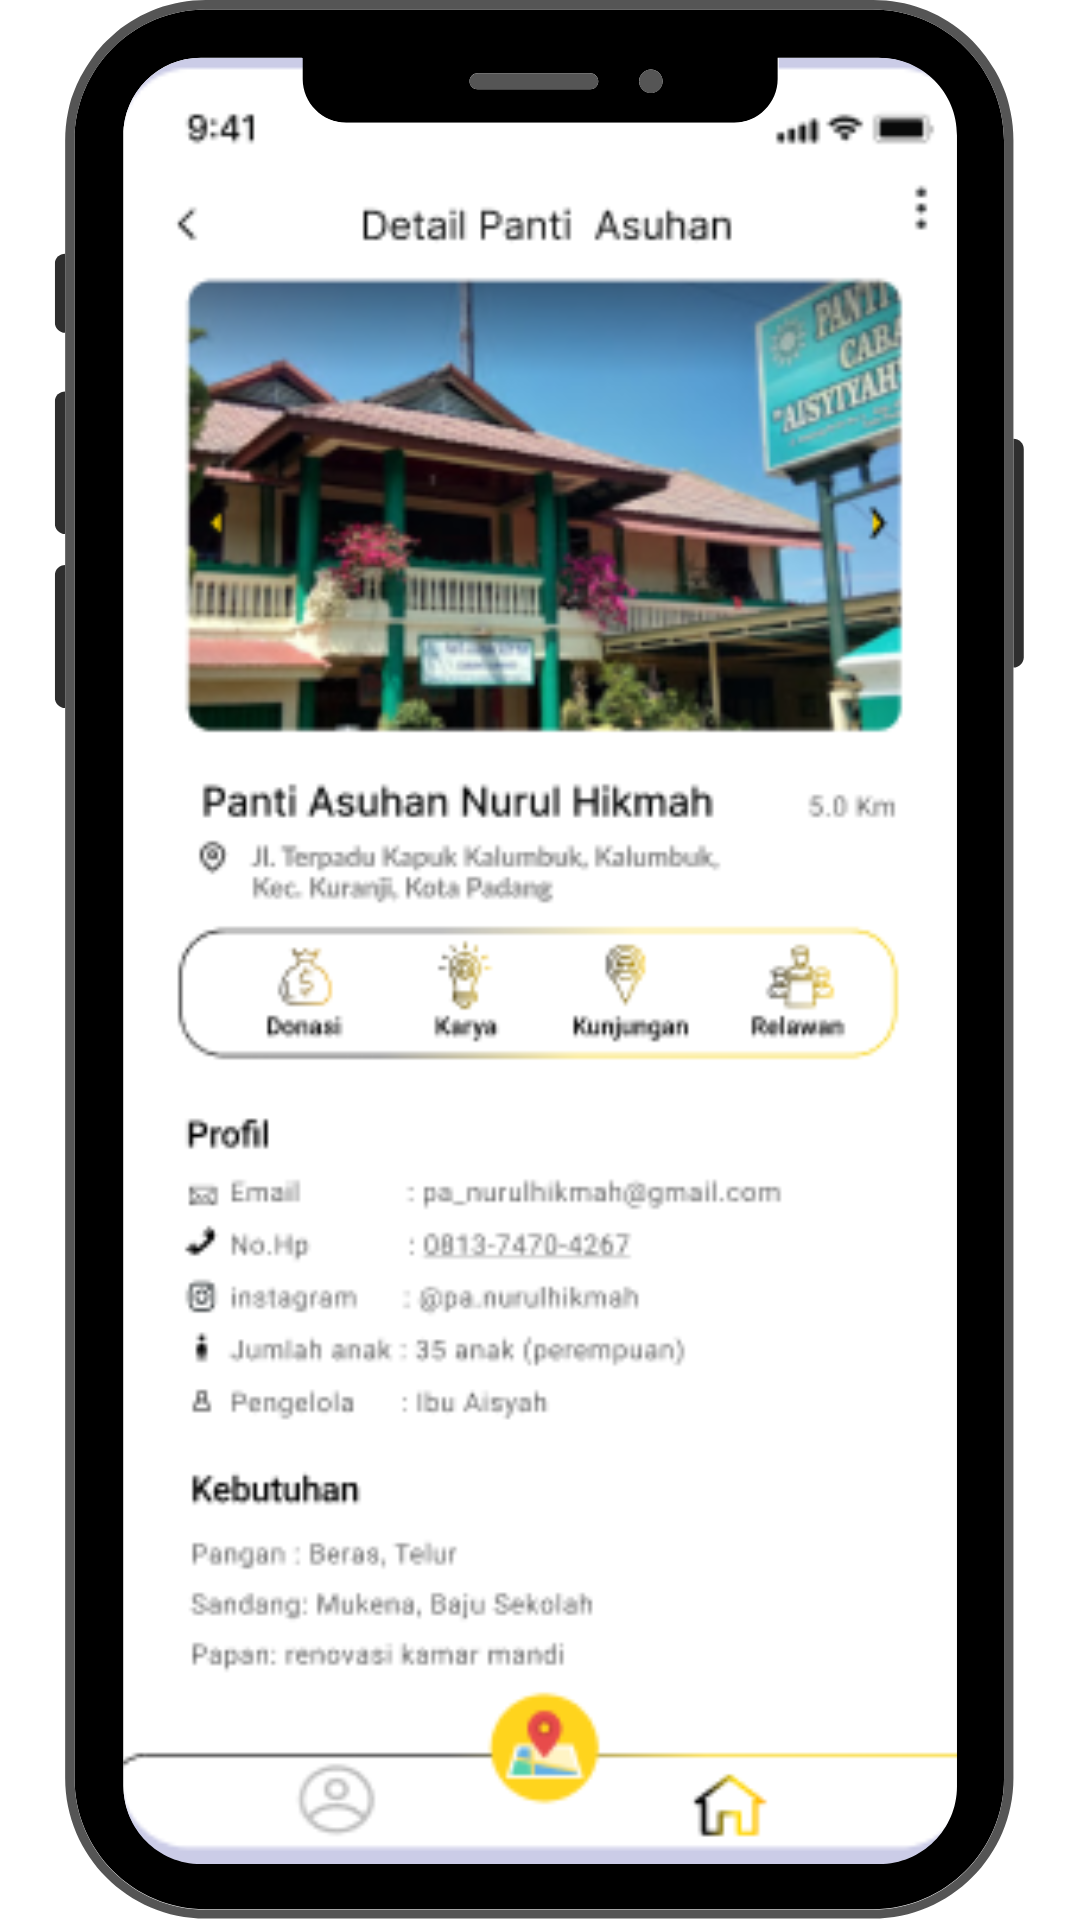 9:41
Detail Panti Asuhan
PANTI
CABA
"AISYIYAH"
Panti Asuhan Nurul Hikmah
5.0 Km
Jl. Terpadu Kapuk Kalumbuk, Kalumbuk,
Kec. Kuranji, Kota Padang
Donasi Karya Kunjungan Relawan
Profil
Email : pa_nurulhikmah@gmail.com
No.Hp : 0813-7470-4267
instagram : @pa.nurulhikmah
Jumlah anak : 35 anak (perempuan)
Pengelola : Ibu Aisyah
Kebutuhan
Pangan : Beras, Telur
Sandang: Mukena, Baju Sekolah
Papan: renovasi kamar mandi